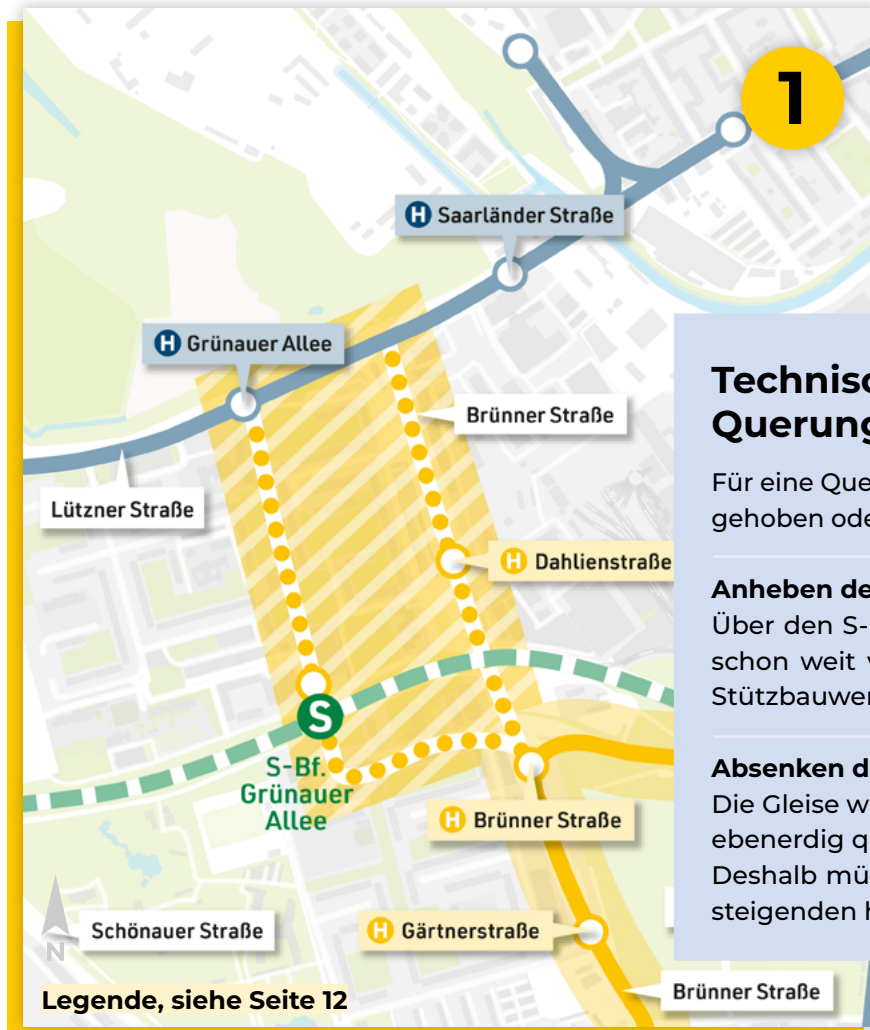 1
H Saarländer Straße
H Grünauer Allee
Brünner Straße
Lützner Straße
H Dahlienstraße
S
S-Bf.
Grünauer
Allee
H Brünner Straße
H Gärtnerstraße
Schönauer Straße
N
Brünner Straße
Legende, siehe Seite 12
Technisc
Querung
Für eine Que
gehoben ode
Anheben de
Über den S-
schon weit v
Stützbauwer
Absenken d
Die Gleise w
ebenerdig q
Deshalb mü
steigenden h